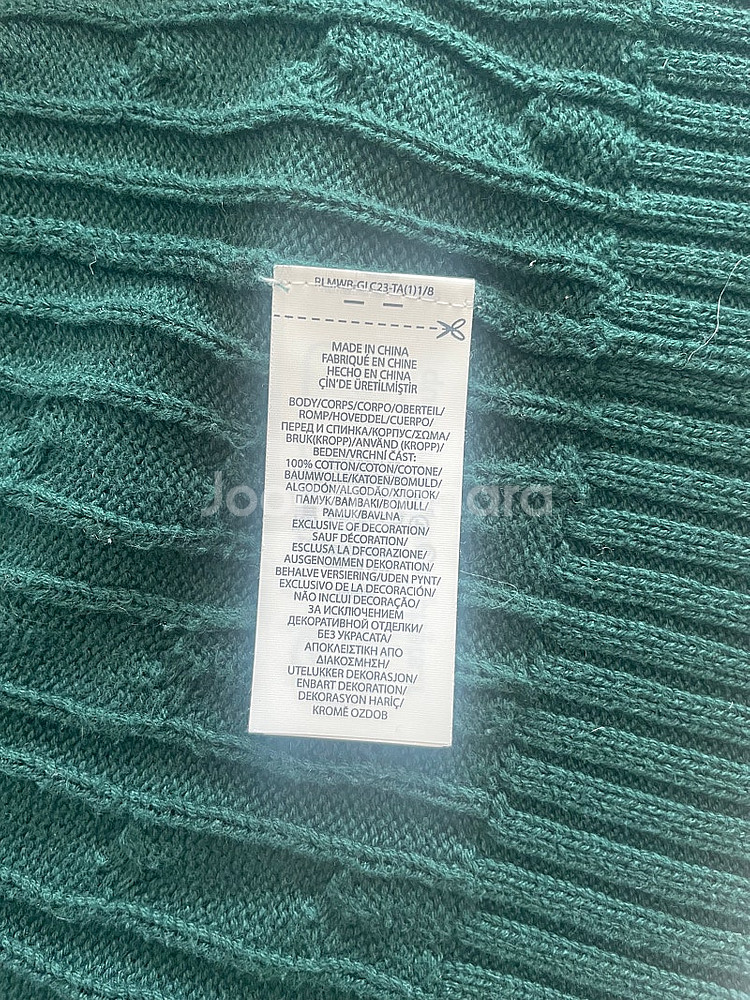 BLMWB-GLC23-TA(1)1/8
MADE IN CHINA
FABRIQUÉ EN CHINE
HECHO EN CHINA
ÇİN'DE ÜRETİLMİŞTİR
BODY/CORPS/CORPO/OBERTEIL/
ROMP/HOVEDDEL/CUERPO/
ПЕРЕД И СПИНКА/КОРПУС/ΣΩΜΑ/
BRUK(KROPP)/ANVÄND (KROPP)/
BEDEN/VRCHNÍ ČÁST:
100% COTTON/COTON/COTONE/
BAUMWOLLE/KATOEN/BOMULD/
ALGODÓN/ALGODÃO/ХЛОПОК/
ПАМУК/ΒΑΜΒΑΚΙ/BOMULL/
PAMUK/BAVLNA
EXCLUSIVE OF DECORATION/
SAUF DÉCORATION/
ESCLUSA LA DFCORAZIONE/
AUSGENOMMEN DEKORATION/
BEHALVE VERSIERING/UDEN PYNT/
EXCLUSIVO DE LA DECORACIÓN/
NÃO INCLUI DECORAÇÃO/
ЗА ИСКЛЮЧЕНИЕМ
ДЕКОРАТИВНОЙ ОТДЕЛКИ/
БЕЗ УКРАСАТА/
ΑΠΟΚΛΕΙΣΤΙΚΗ ΑΠΟ
ΔΙΑΚΟΣΜΗΣΗ/
UTELUKKER DEKORASJON/
ENBART DEKORATION/
DEKORASYON HARİÇ/
KROMĚ OZDOB